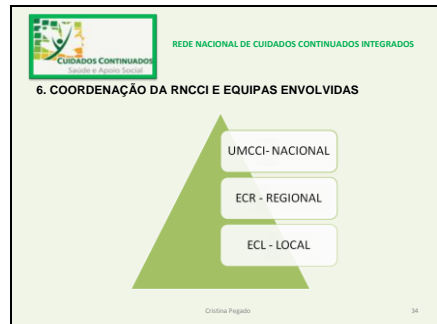 CUIDADOS CONTINUADOS
Saúde e Apoio Social
REDE NACIONAL DE CUIDADOS CONTINUADOS INTEGRADOS
6. COORDENAÇÃO DA RNCCI E EQUIPAS ENVOLVIDAS
UMCCI- NACIONAL
ECR - REGIONAL
ECL - LOCAL
Cristina Pegado
34